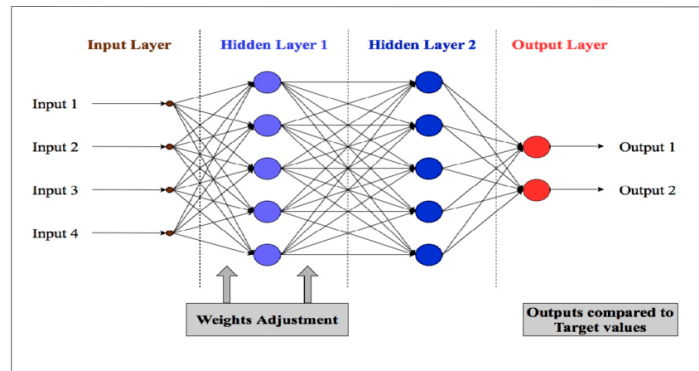 Input Layer
Hidden Layer 1
Hidden Layer 2
Output Layer
Input 1
Input 2
Input 3
Input 4
Output 1
Output 2
Weights Adjustment
Outputs compared to
Target values